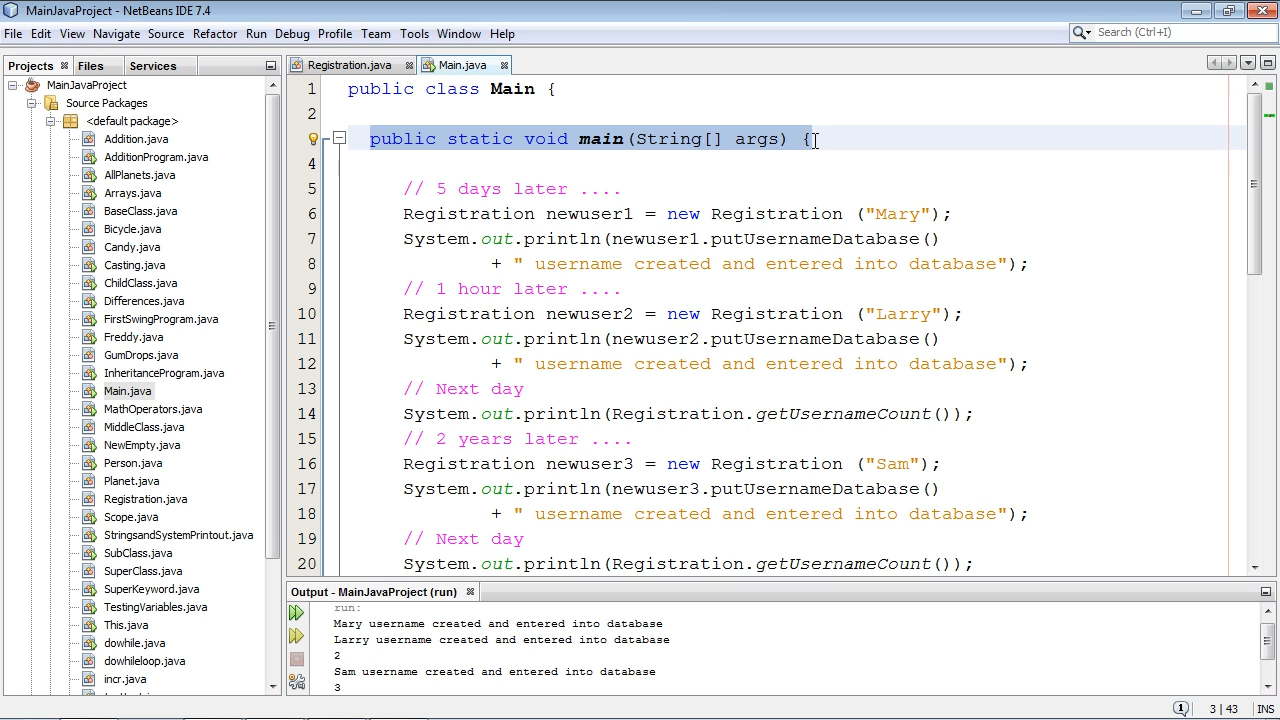 MainJavaProject - NetBeans IDE 7.4
File Edit View Navigate Source Refactor Run Debug Profile Team Tools Window Help
Search (Ctrl+I)
Projects Files Services
MainJavaProject
Source Packages
<default package>
Addition.java
AdditionProgram.java
AllPlanets.java
Arrays.java
BaseClass.java
Bicycle.java
Candy.java
Casting.java
ChildClass.java
Differences.java
FirstSwingProgram.java
Freddy.java
GumDrops.java
InheritanceProgram.java
Main.java
MathOperators.java
MiddleClass.java
NewEmpty.java
Person.java
Planet.java
Registration.java
Scope.java
StringsandSystemPrintout.java
SubClass.java
SuperClass.java
SuperKeyword.java
TestingVariables.java
This.java
dowhile.java
dowhileloop.java
incr.java
Registration.java Main.java
1 public class Main {
2
public static void main(String[] args) {
4
5 // 5 days later ....
6 Registration newuser1 = new Registration ("Mary");
7 System.out.println(newuser1.putUsernameDatabase()
8 + " username created and entered into database");
9 // 1 hour later ....
10 Registration newuser2 = new Registration ("Larry");
11 System.out.println(newuser2.putUsernameDatabase()
12 + " username created and entered into database");
13 // Next day
14 System.out.println(Registration.getUsernameCount());
15 // 2 years later ....
16 Registration newuser3 = new Registration ("Sam");
17 System.out.println(newuser3.putUsernameDatabase()
18 + " username created and entered into database");
19 // Next day
20 System.out.println(Registration.getUsernameCount());
Output - MainJavaProject (run)
run:
Mary username created and entered into database
Larry username created and entered into database
2
Sam username created and entered into database
3
1 3 | 43 INS